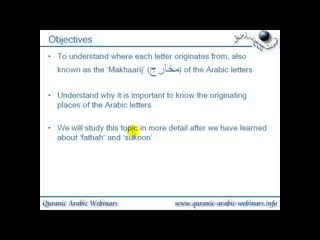 Objectives
• To understand where each letter originates from, also
known as the ‘Makhaarij’ (مخارج) of the Arabic letters
• Understand why it is important to know the originating
places of the Arabic letters
• We will study this topic in more detail after we have learned
about ‘fathah’ and ‘sukoon’
Quranic Arabic Webinars
www.quranic-arabic-webinars.info